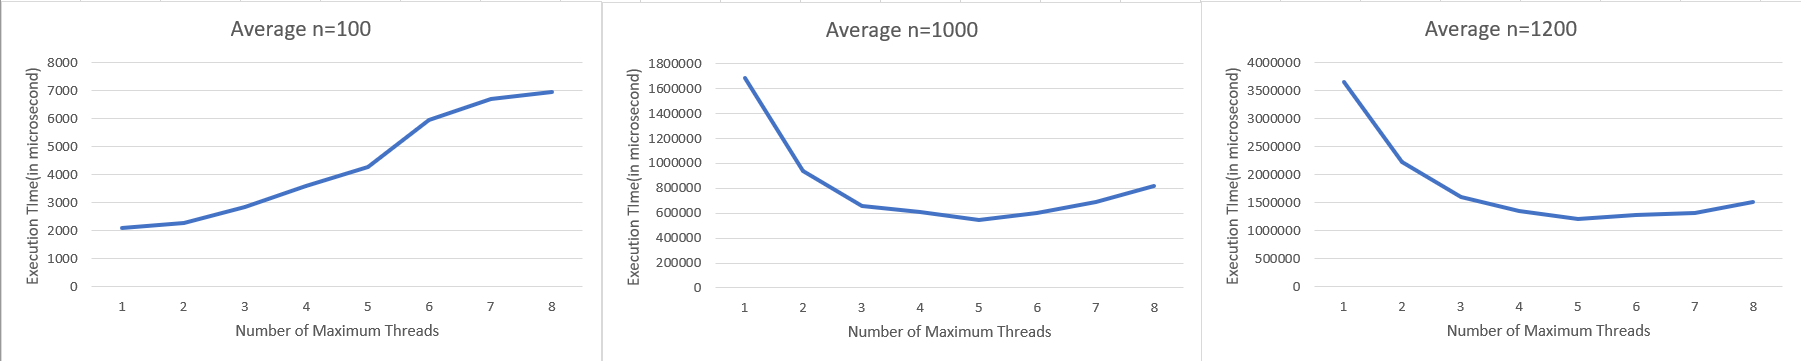 Average n=100
Execution TIme(in microsecond)
8000
7000
6000
5000
4000
3000
2000
1000
0
1 2 3 4 5 6 7 8
Number of Maximum Threads
Average n=1000
Execution TIme(in microsecond)
1800000
1600000
1400000
1200000
1000000
800000
600000
400000
200000
0
1 2 3 4 5 6 7 8
Number of Maximum Threads
Average n=1200
Execution TIme(in microsecond)
4000000
3500000
3000000
2500000
2000000
1500000
1000000
500000
0
1 2 3 4 5 6 7 8
Number of Maximum Threads